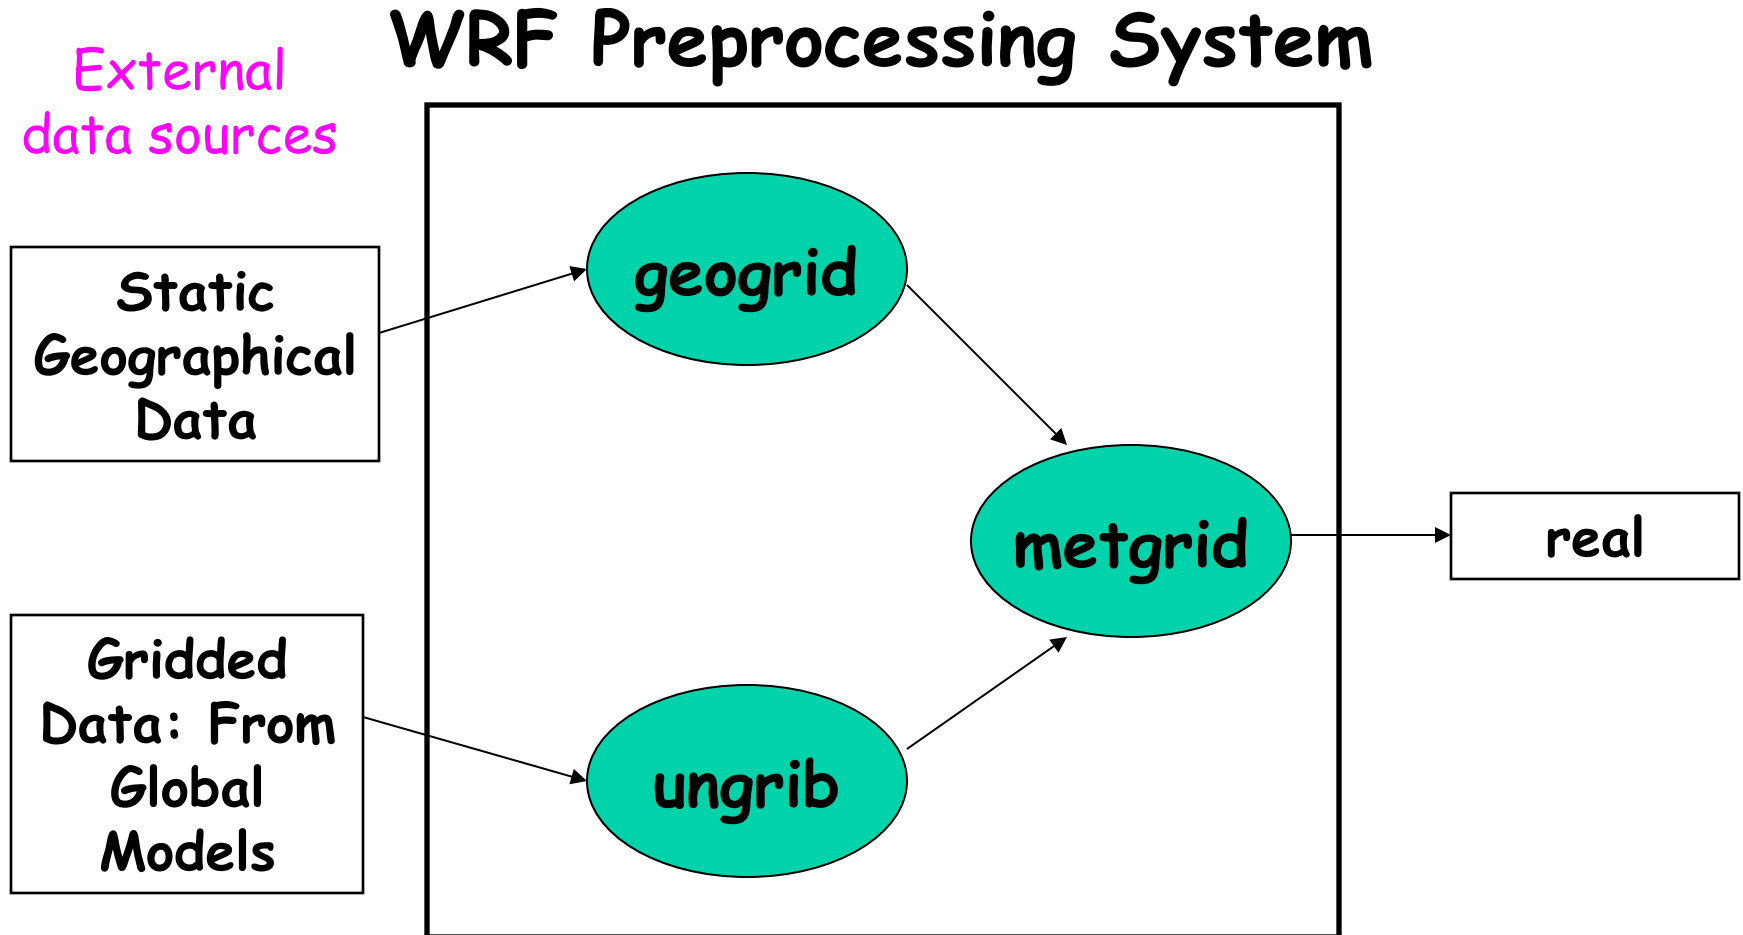 WRF Preprocessing System
External
data sources
Static
Geographical
Data
geogrid
metgrid
real
Gridded
Data: From
Global
Models
ungrib